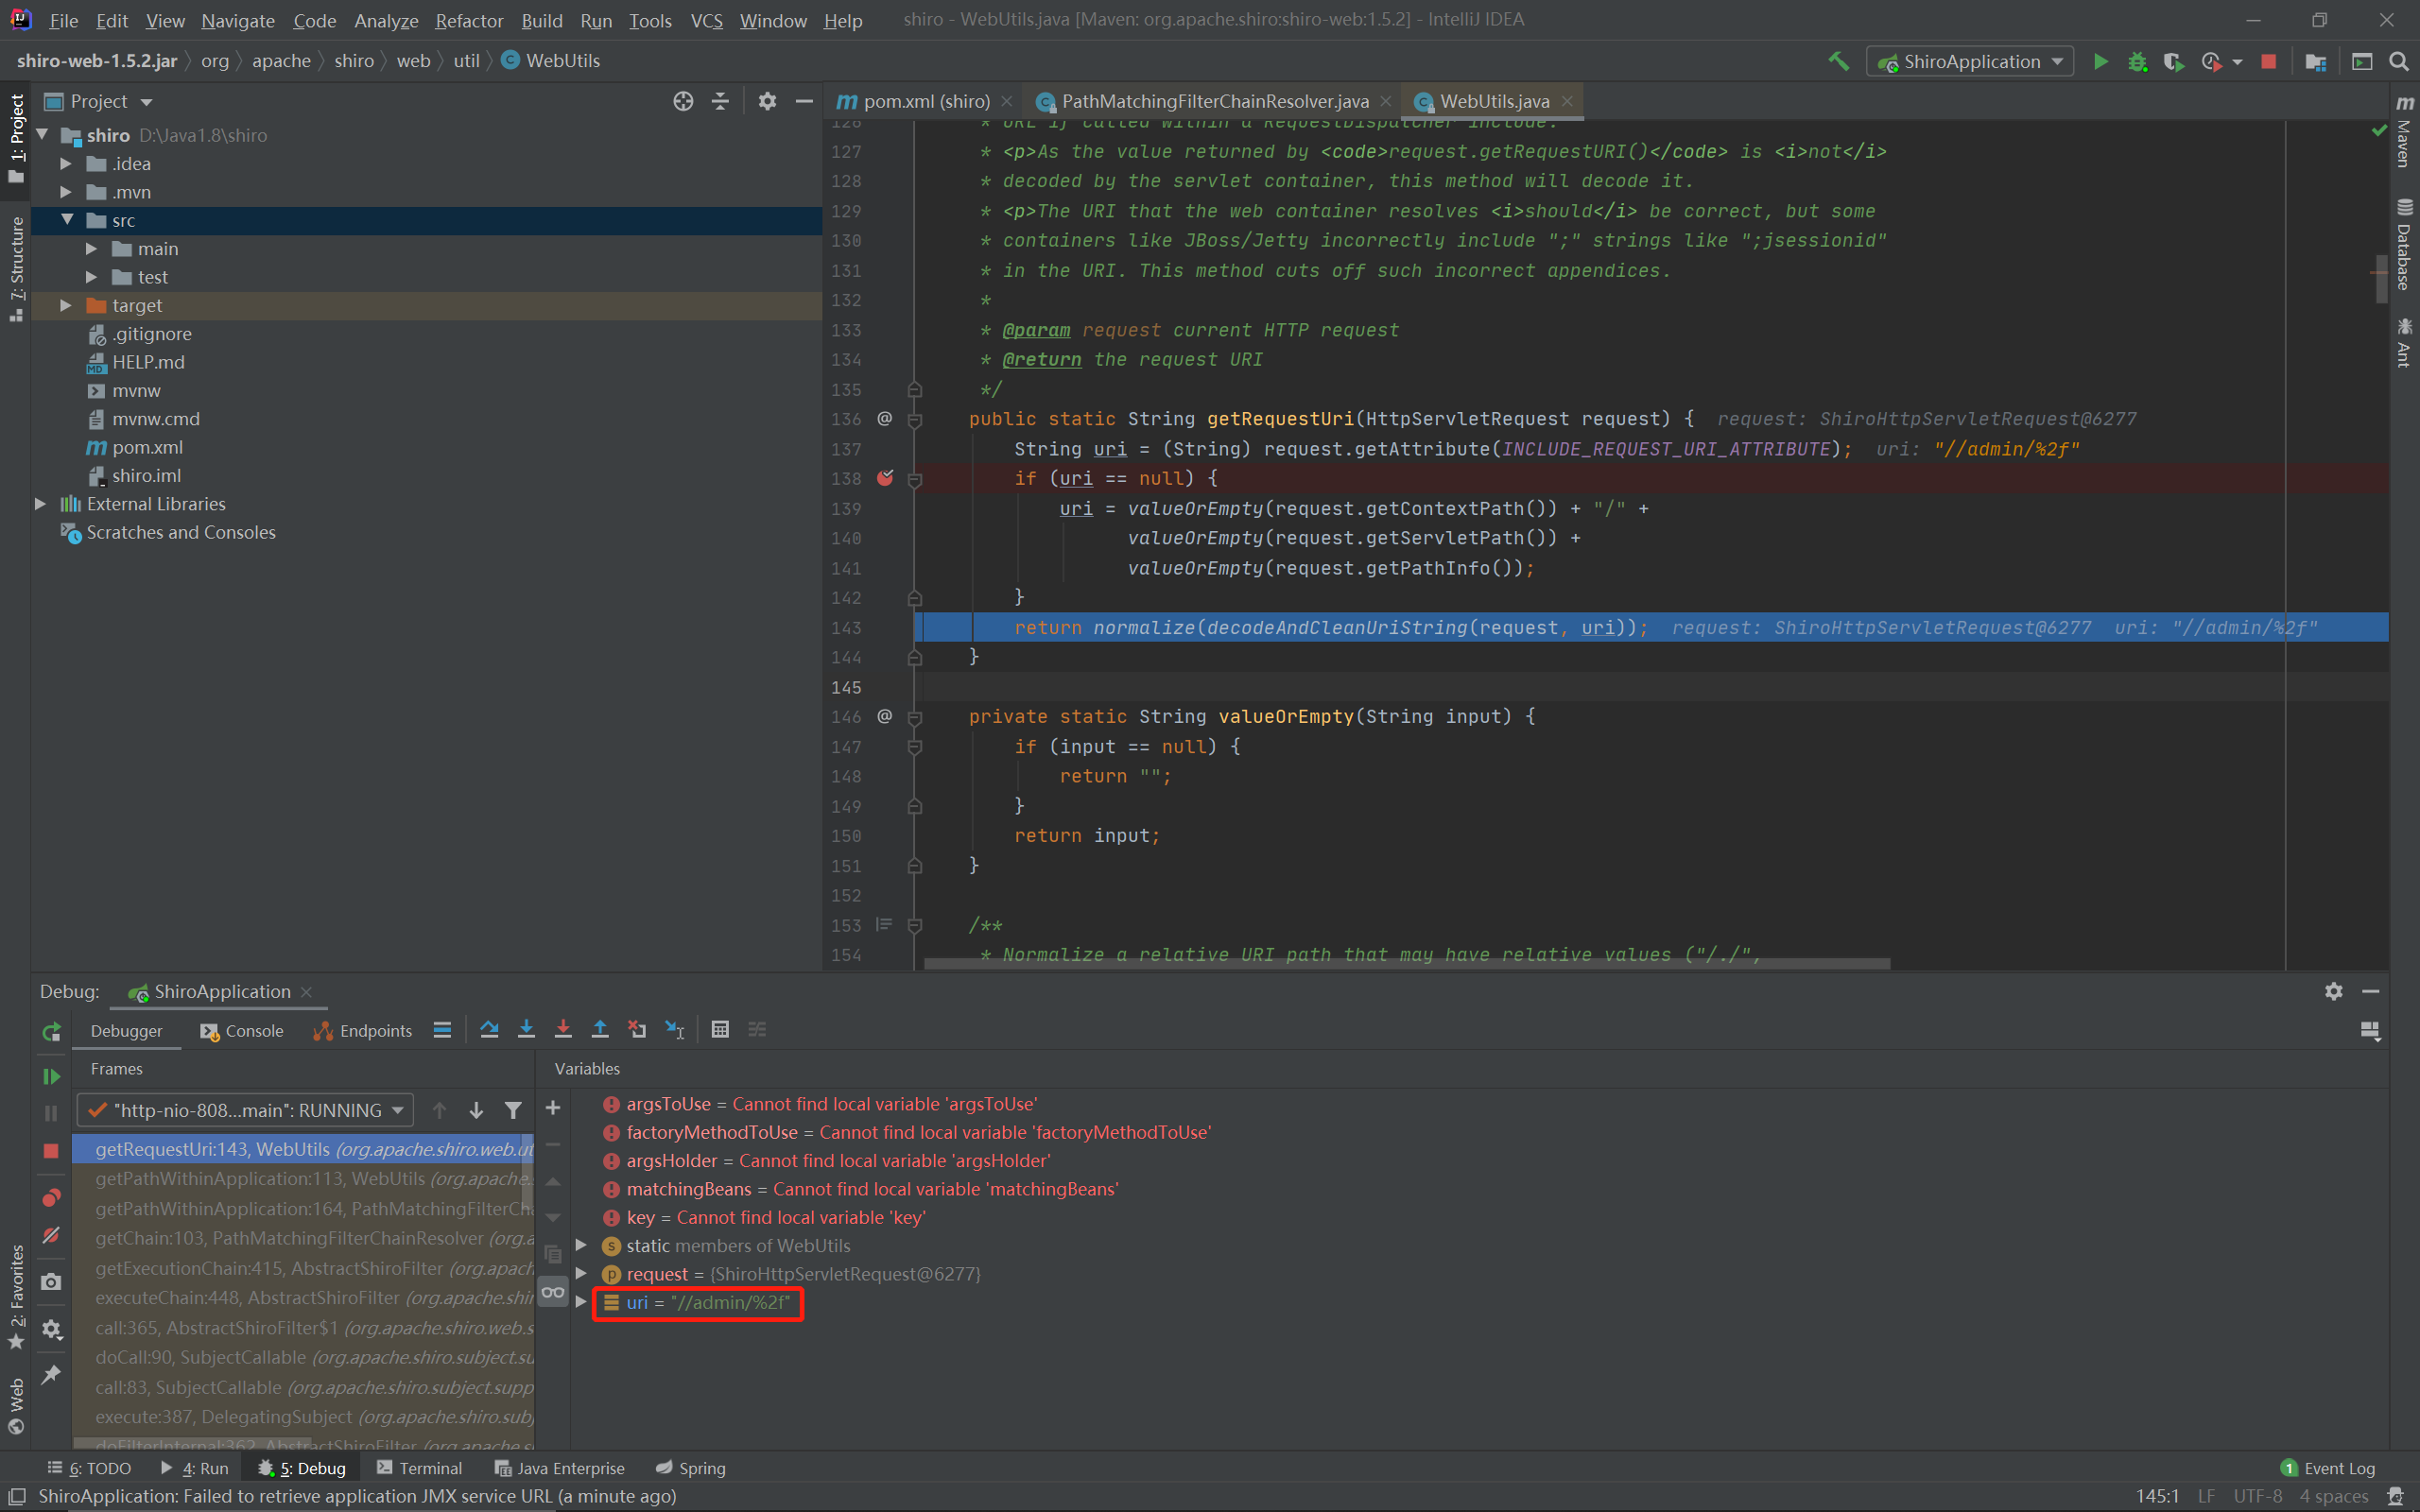 File Edit View Navigate Code Analyze Refactor Build Run Tools VCS Window Help shiro - WebUtils.java [Maven: org.apache.shiro:shiro-web:1.5.2] - IntelliJ IDEA
shiro-web-1.5.2.jar org apache shiro web util WebUtils ShiroApplication
Project
pom.xml (shiro) PathMatchingFilterChainResolver.java WebUtils.java
shiro D:\Java1.8\shiro
.idea
.mvn
src
main
test
target
.gitignore
HELP.md
mvnw
mvnw.cmd
pom.xml
shiro.iml
External Libraries
Scratches and Consoles
1: Project
7: Structure
2: Favorites
Web
Maven
Database
Ant
126 * URL if called within a RequestDispatcher include.
127 * <p>As the value returned by <code>request.getRequestURI()</code> is <i>not</i>
128 * decoded by the servlet container, this method will decode it.
129 * <p>The URI that the web container resolves <i>should</i> be correct, but some
130 * containers like JBoss/Jetty incorrectly include ";" strings like ";jsessionid"
131 * in the URI. This method cuts off such incorrect appendices.
132 *
133 * @param request current HTTP request
134 * @return the request URI
135 */
136 @ public static String getRequestUri(HttpServletRequest request) { request: ShiroHttpServletRequest@6277
137 String uri = (String) request.getAttribute(INCLUDE_REQUEST_URI_ATTRIBUTE); uri: "//admin/%2f"
138 if (uri == null) {
139 uri = valueOrEmpty(request.getContextPath()) + "/" +
140 valueOrEmpty(request.getServletPath()) +
141 valueOrEmpty(request.getPathInfo());
142 }
143 return normalize(decodeAndCleanUriString(request, uri)); request: ShiroHttpServletRequest@6277 uri: "//admin/%2f"
144 }
145
146 @ private static String valueOrEmpty(String input) {
147 if (input == null) {
148 return "";
149 }
150 return input;
151 }
152
153 /**
154 * Normalize a relative URI path that may have relative values ("/./",
Debug: ShiroApplication
Debugger Console Endpoints
Frames
Variables
"http-nio-808...main": RUNNING
getRequestUri:143, WebUtils (org.apache.shiro.web.ut
getPathWithinApplication:113, WebUtils (org.apache.s
getPathWithinApplication:164, PathMatchingFilterCha
getChain:103, PathMatchingFilterChainResolver (org.a
getExecutionChain:415, AbstractShiroFilter (org.apach
executeChain:448, AbstractShiroFilter (org.apache.shir
call:365, AbstractShiroFilter$1 (org.apache.shiro.web.s
doCall:90, SubjectCallable (org.apache.shiro.subject.su
call:83, SubjectCallable (org.apache.shiro.subject.supp
execute:387, DelegatingSubject (org.apache.shiro.subj
doFilterInternal:362, AbstractShiroFilter (org.apache.s
argsToUse = Cannot find local variable 'argsToUse'
factoryMethodToUse = Cannot find local variable 'factoryMethodToUse'
argsHolder = Cannot find local variable 'argsHolder'
matchingBeans = Cannot find local variable 'matchingBeans'
key = Cannot find local variable 'key'
static members of WebUtils
request = {ShiroHttpServletRequest@6277}
uri = "//admin/%2f"
6: TODO 4: Run 5: Debug Terminal Java Enterprise Spring 1 Event Log
ShiroApplication: Failed to retrieve application JMX service URL (a minute ago) 145:1 LF UTF-8 4 spaces